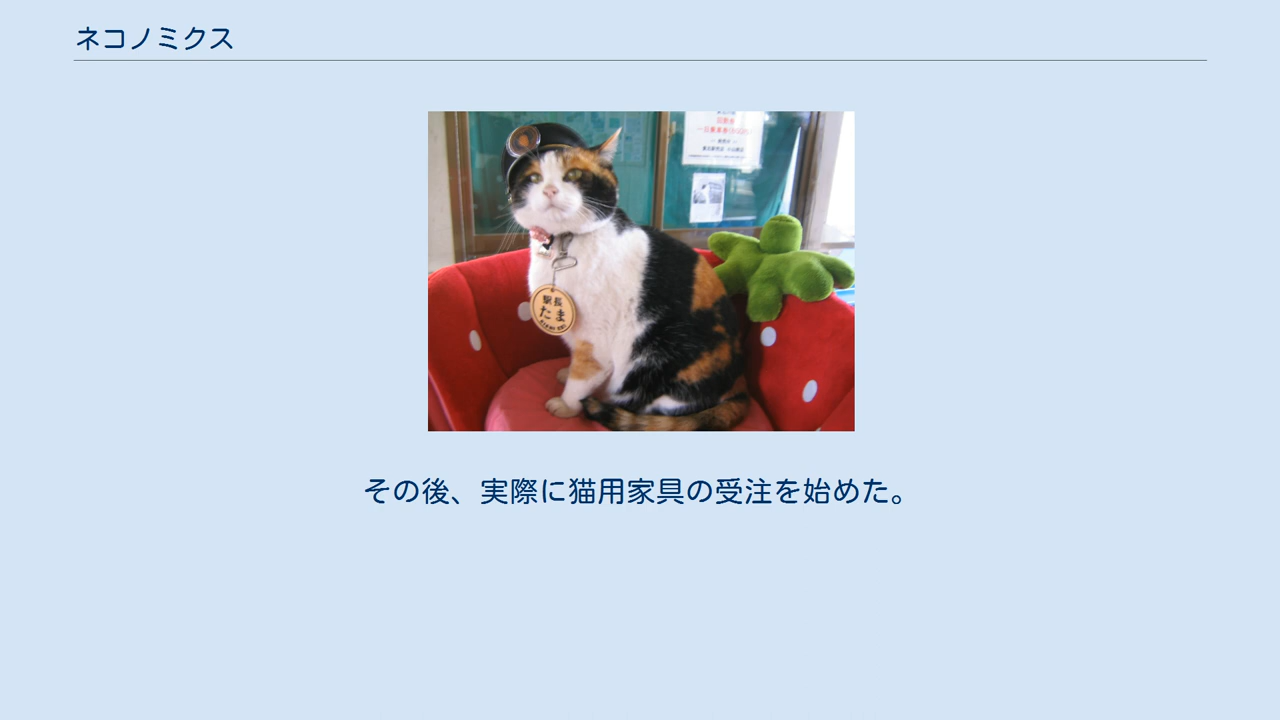 ネコノミクス
駅長
たま
その後、実際に猫用家具の受注を始めた。